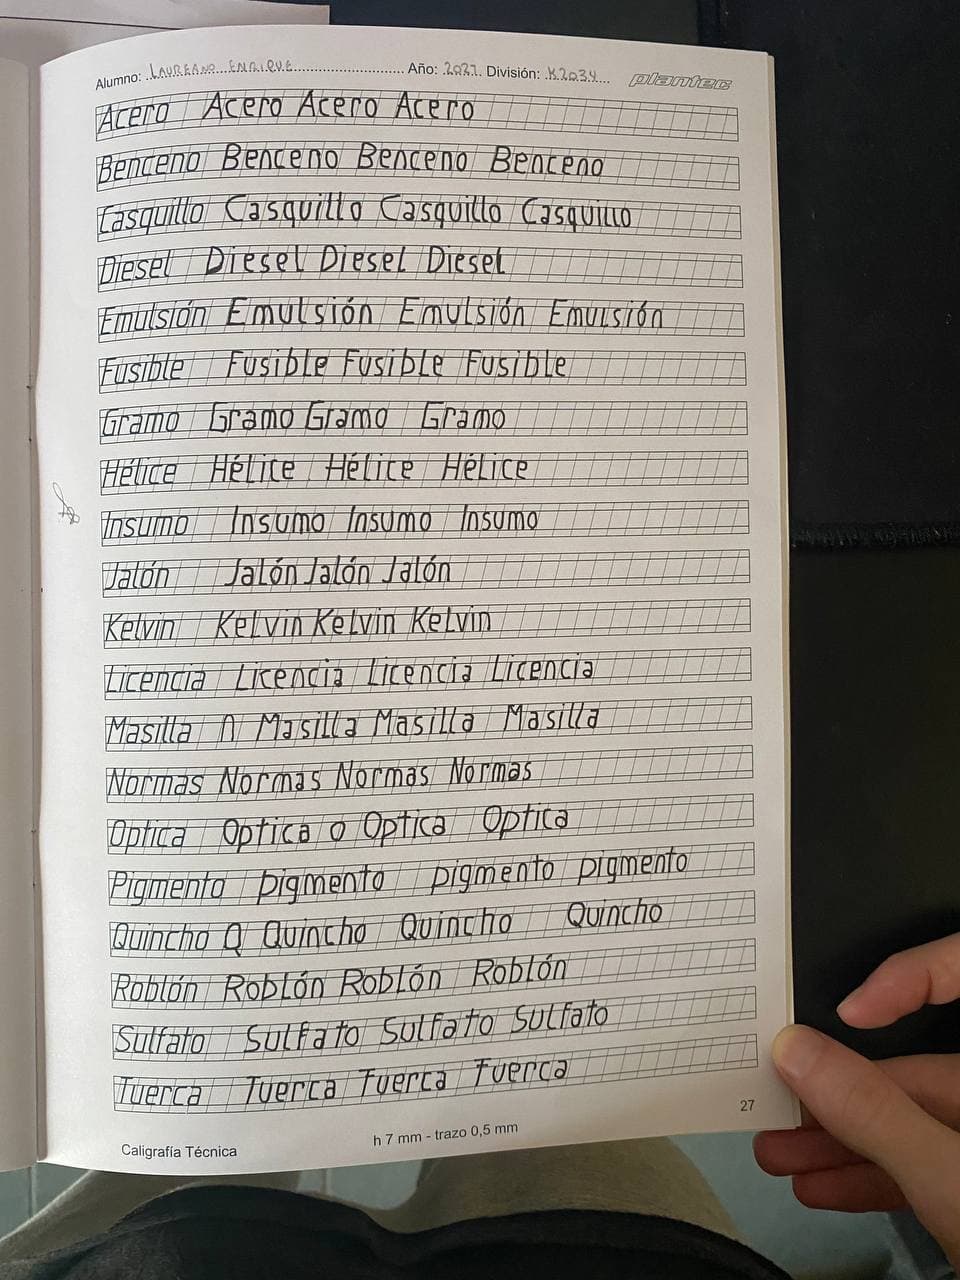 Alumno: LAUREANO ENRIQUE Año: 2021 División: K2034 plantec
Acero Acero Acero Acero
Benceno Benceno Benceno Benceno
Casquillo Casquillo Casquillo Casquillo
Diesel Diesel Diesel Diesel
Emulsión Emulsión Emulsión Emulsión
Fusible Fusible Fusible Fusible
Gramo Gramo Gramo Gramo
Hélice Hélice Hélice Hélice
Insumo Insumo Insumo Insumo
Jalón Jalón Jalón Jalón
Kelvin Kelvin Kelvin Kelvin
Licencia Licencia Licencia Licencia
Masilla n Masilla Masilla Masilla
Normas Normas Normas Normas
Optica Optica o Optica Optica
Pigmento pigmento pigmento pigmento
Quincho Q Quincho Quincho Quincho
Roblón Roblón Roblón Roblón
Sulfato Sulfato Sulfato Sulfato
Tuerca Tuerca Tuerca Tuerca
27
Caligrafía Técnica h 7 mm - trazo 0,5 mm